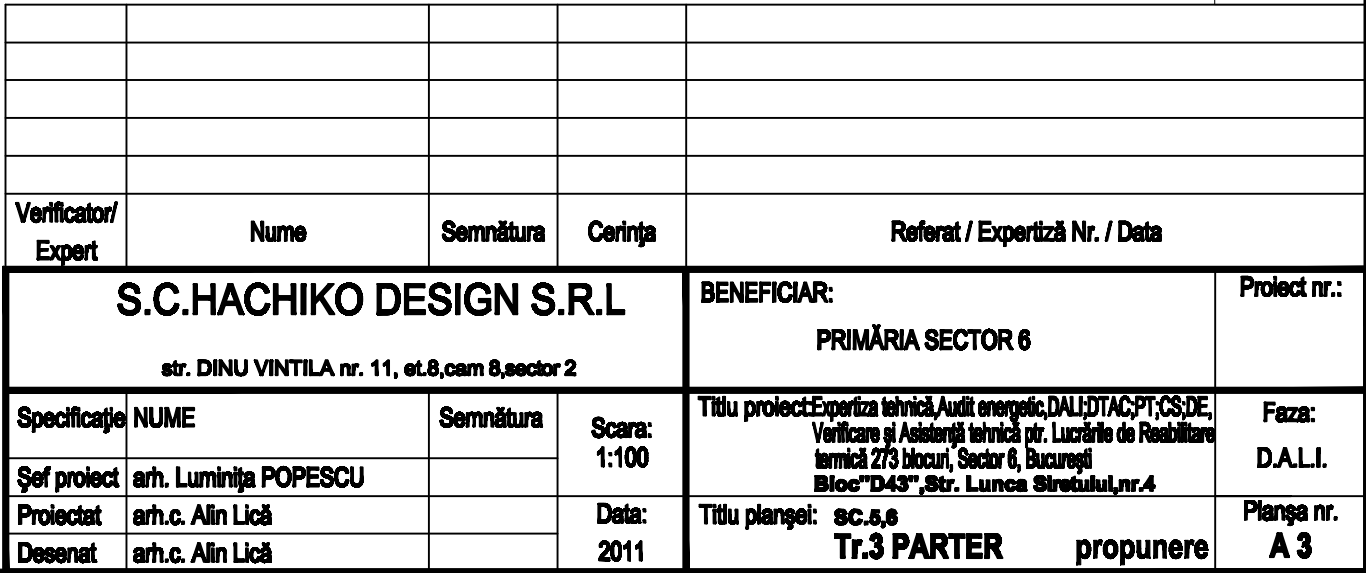 Verificator/
Expert
Nume
Semnătura
Cerința
Referat / Expertiză Nr. / Data
S.C.HACHIKO DESIGN S.R.L
str. DINU VINTILA nr. 11, et.8,cam 8,sector 2
BENEFICIAR:
PRIMĂRIA SECTOR 6
Proiect nr.:
Specificaţie NUME Semnătura
Şef proiect arh. Luminiţa POPESCU
Proiectat arh.c. Alin Lică
Desenat arh.c. Alin Lică
Scara:
1:100
Data:
2011
Titlu proiect:Expertiza tehnică,Audit energetic,DALI;DTAC;PT;CS;DE,
Verificare şi Asistenţă tehnică ptr. Lucrările de Reabilitare
termică 273 blocuri, Sector 6, Bucureşti
Bloc"D43",Str. Lunca Siretului,nr.4
Faza:
D.A.L.I.
Titlu planşei: SC.5,6
Tr.3 PARTER propunere
Planşa nr.
A 3